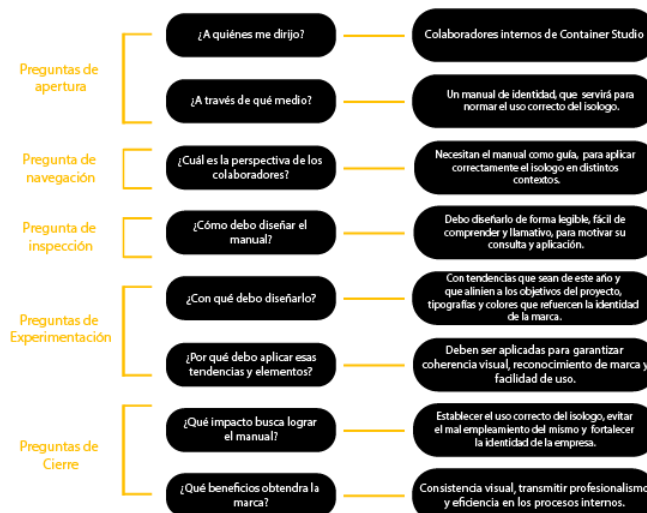 Preguntas de
apertura
¿A quiénes me dirijo?
Colaboradores internos de Container Studio
¿A través de qué medio?
Un manual de identidad, que servirá para
normar el uso correcto del isologo.
Pregunta de
navegación
¿Cuál es la perspectiva de los
colaboradores?
Necesitan el manual como guía, para aplicar
correctamente el isologo en distintos
contextos.
Pregunta de
inspección
¿Cómo debo diseñar el
manual?
Debo diseñarlo de forma legible, fácil de
comprender y llamativo, para motivar su
consulta y aplicación.
Preguntas de
Experimentación
¿Con qué debo diseñarlo?
Con tendencias que sean de este año y
que alinien a los objetivos del proyecto,
tipografías y colores que refuercen la identidad
de la marca.
¿Por qué debo aplicar esas
tendencias y elementos?
Deben ser aplicadas para garantizar
coherencia visual, reconocimiento de marca y
facilidad de uso.
Preguntas de
Cierre
¿Qué impacto busca lograr
el manual?
Establecer el uso correcto del isologo, evitar
el mal empleamiento del mismo y fortalecer
la identidad de la empresa.
¿Qué beneficios obtendra la
marca?
Consistencia visual, transmitir profesionalismo
y eficiencia en los procesos internos.